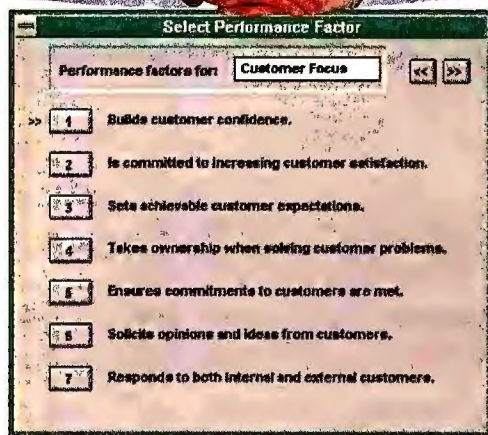 Select Performance Factor
Performance factors for: Customer Focus << >>
>> 1 Builds customer confidence.
2 Is committed to increasing customer satisfaction.
3 Sets achievable customer expectations.
4 Takes ownership when solving customer problems.
5 Ensures commitments to customers are met.
6 Solicits opinions and ideas from customers.
7 Responds to both internal and external customers.